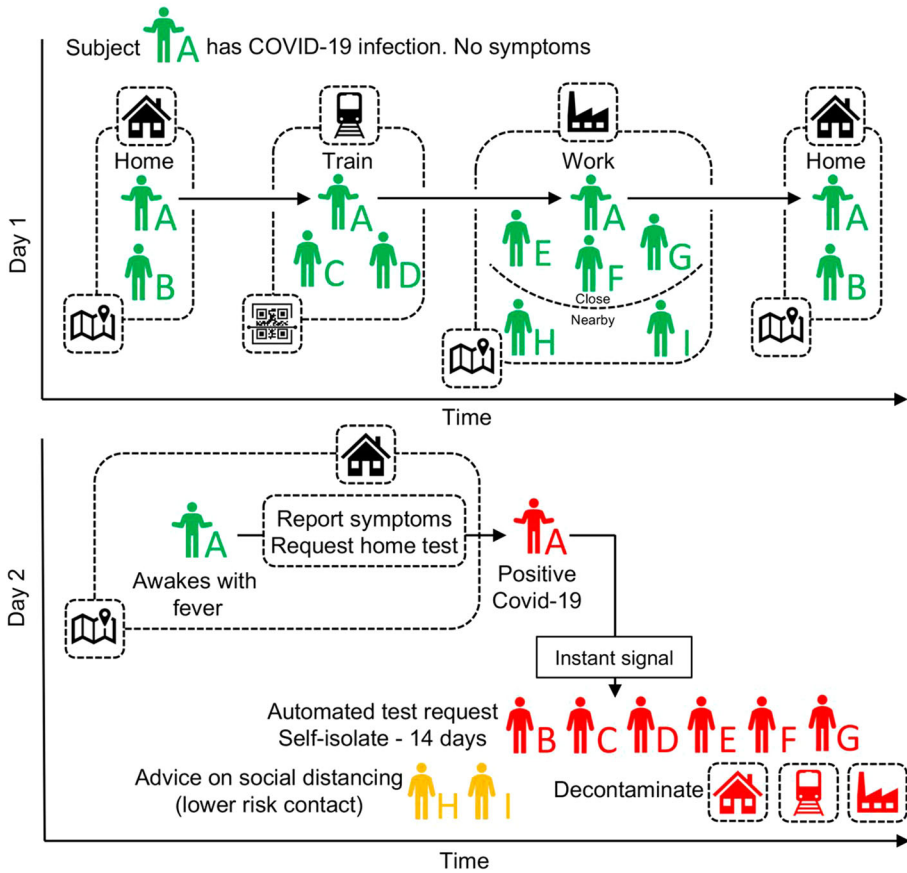 Subject A has COVID-19 infection. No symptoms
Home
Train
Work
Home
A
A
A
A
B
C
D
E
F
G
B
Close
Nearby
H
I
Day 1
Time
A
Report symptoms
Request home test
A
Awakes with
fever
Positive
Covid-19
Day 2
Instant signal
Automated test request
Self-isolate - 14 days
B
C
D
E
F
G
Advice on social distancing
(lower risk contact)
H
I
Decontaminate
Time